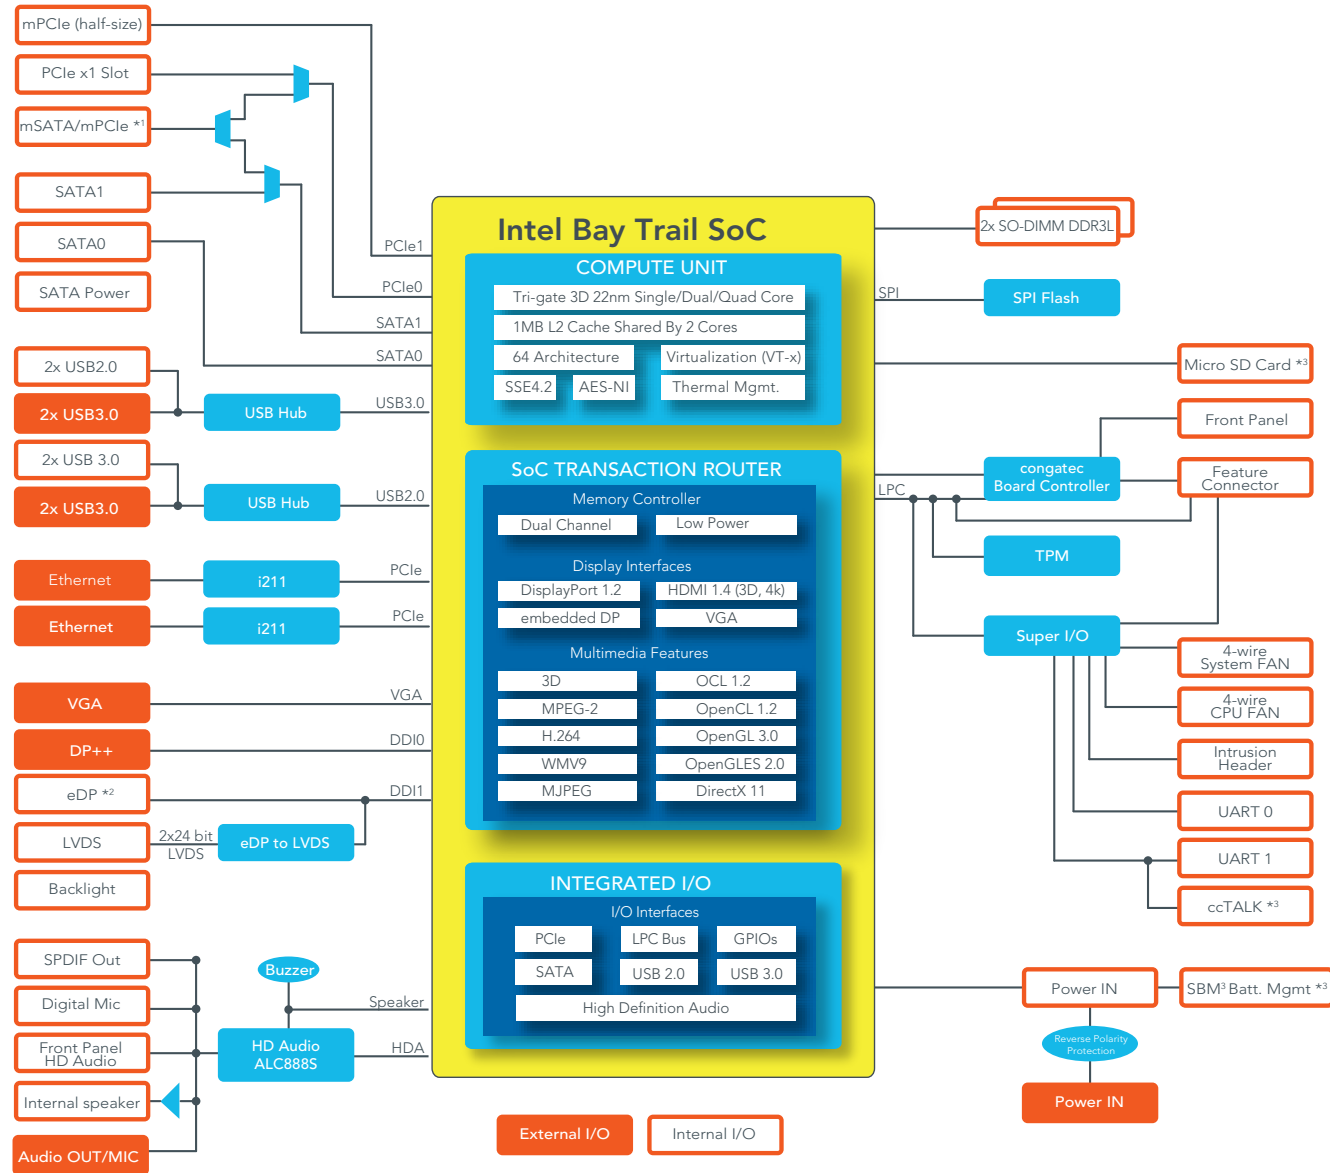 mPCIe (half-size)
PCIe x1 Slot
mSATA/mPCIe *1
SATA1
SATA0
SATA Power
2x USB2.0
2x USB3.0
2x USB 3.0
2x USB3.0
Ethernet
Ethernet
VGA
DP++
eDP *2
LVDS
Backlight
SPDIF Out
Digital Mic
Front Panel
HD Audio
Internal speaker
Audio OUT/MIC
USB Hub
USB Hub
i211
i211
2x24 bit
LVDS
eDP to LVDS
Buzzer
HD Audio
ALC888S
PCIe1
PCIe0
SATA1
SATA0
USB3.0
USB2.0
PCIe
PCIe
VGA
DDI0
DDI1
Speaker
HDA
Intel Bay Trail SoC
COMPUTE UNIT
Tri-gate 3D 22nm Single/Dual/Quad Core
1MB L2 Cache Shared By 2 Cores
64 Architecture
Virtualization (VT-x)
SSE4.2
AES-NI
Thermal Mgmt.
SoC TRANSACTION ROUTER
Memory Controller
Dual Channel
Low Power
Display Interfaces
DisplayPort 1.2
HDMI 1.4 (3D, 4k)
embedded DP
VGA
Multimedia Features
3D
OCL 1.2
MPEG-2
OpenCL 1.2
H.264
OpenGL 3.0
WMV9
OpenGLES 2.0
MJPEG
DirectX 11
INTEGRATED I/O
I/O Interfaces
PCIe
LPC Bus
GPIOs
SATA
USB 2.0
USB 3.0
High Definition Audio
External I/O
Internal I/O
SPI
LPC
2x SO-DIMM DDR3L
SPI Flash
Micro SD Card *3
Front Panel
congatec
Board Controller
Feature
Connector
TPM
Super I/O
4-wire
System FAN
4-wire
CPU FAN
Intrusion
Header
UART 0
UART 1
ccTALK *3
Power IN
SBM3 Batt. Mgmt *3
Reverse Polarity
Protection
Power IN